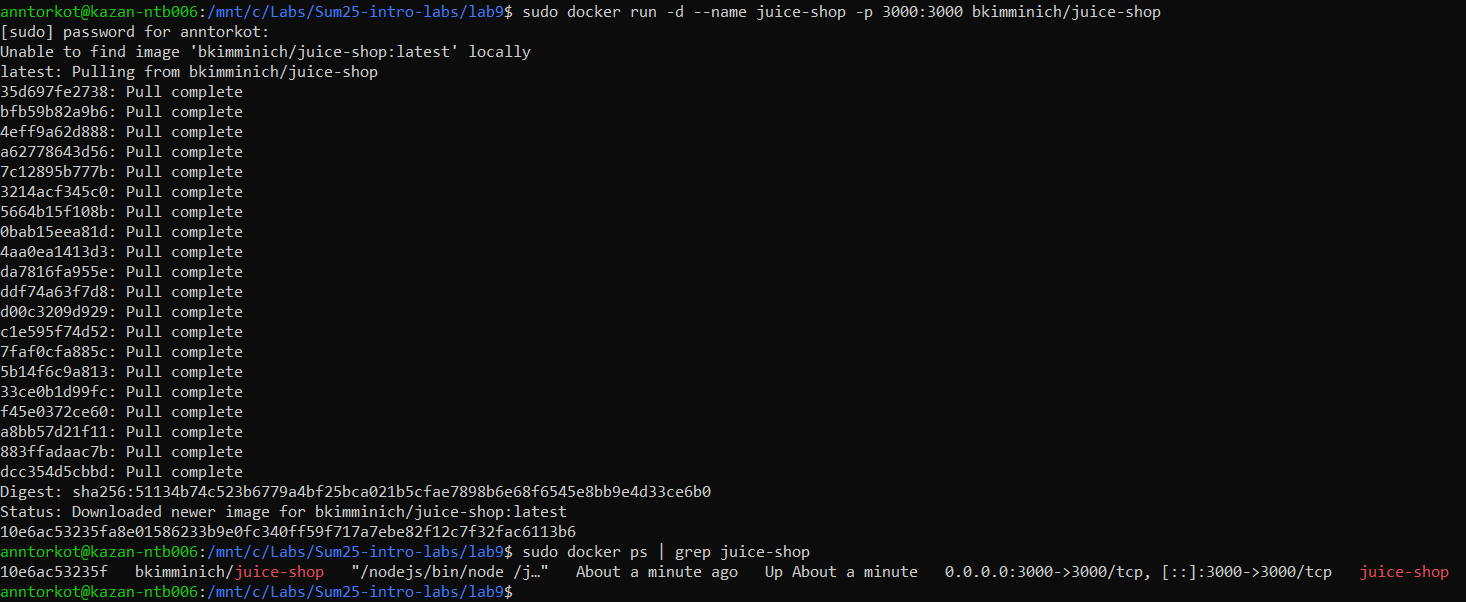 anntorkot@kazan-ntb006:/mnt/c/Labs/Sum25-intro-labs/lab9$ sudo docker run -d --name juice-shop -p 3000:3000 bkimminich/juice-shop
[sudo] password for anntorkot:
Unable to find image 'bkimminich/juice-shop:latest' locally
latest: Pulling from bkimminich/juice-shop
35d697fe2738: Pull complete
bfb59b82a9b6: Pull complete
4eff9a62d888: Pull complete
a62778643d56: Pull complete
7c12895b777b: Pull complete
3214acf345c0: Pull complete
5664b15f108b: Pull complete
0bab15eea81d: Pull complete
4aa0ea1413d3: Pull complete
da7816fa955e: Pull complete
ddf74a63f7d8: Pull complete
d00c3209d929: Pull complete
c1e595f74d52: Pull complete
7faf0cfa885c: Pull complete
5b14f6c9a813: Pull complete
33ce0b1d99fc: Pull complete
f45e0372ce60: Pull complete
a8bb57d21f11: Pull complete
883ffadaac7b: Pull complete
dcc354d5cbbd: Pull complete
Digest: sha256:51134b74c523b6779a4bf25bca021b5cfae7898b6e68f6545e8bb9e4d33ce6b0
Status: Downloaded newer image for bkimminich/juice-shop:latest
10e6ac53235fa8e01586233b9e0fc340ff59f717a7ebe82f12c7f32fac6113b6
anntorkot@kazan-ntb006:/mnt/c/Labs/Sum25-intro-labs/lab9$ sudo docker ps | grep juice-shop
10e6ac53235f   bkimminich/juice-shop   "/nodejs/bin/node /j…"   About a minute ago   Up About a minute   0.0.0.0:3000->3000/tcp, [::]:3000->3000/tcp   juice-shop
anntorkot@kazan-ntb006:/mnt/c/Labs/Sum25-intro-labs/lab9$